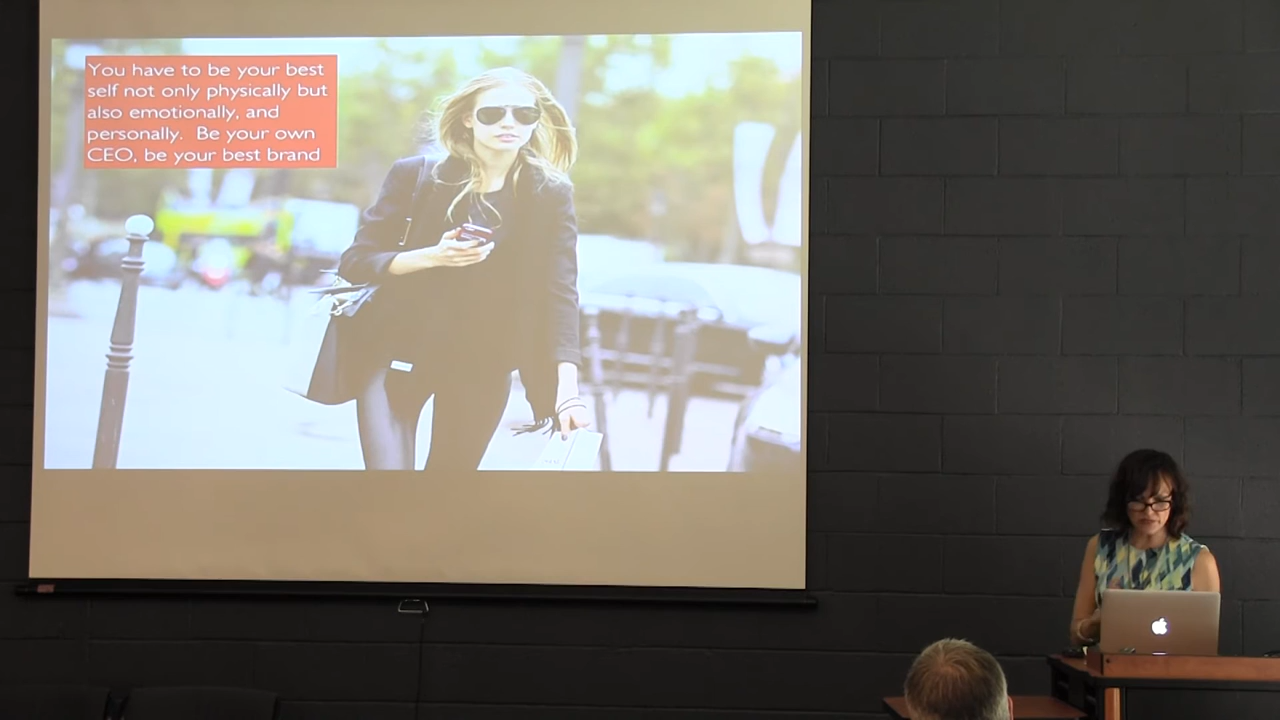 You have to be your best
self not only physically but
also emotionally, and
personally.  Be your own
CEO, be your best brand